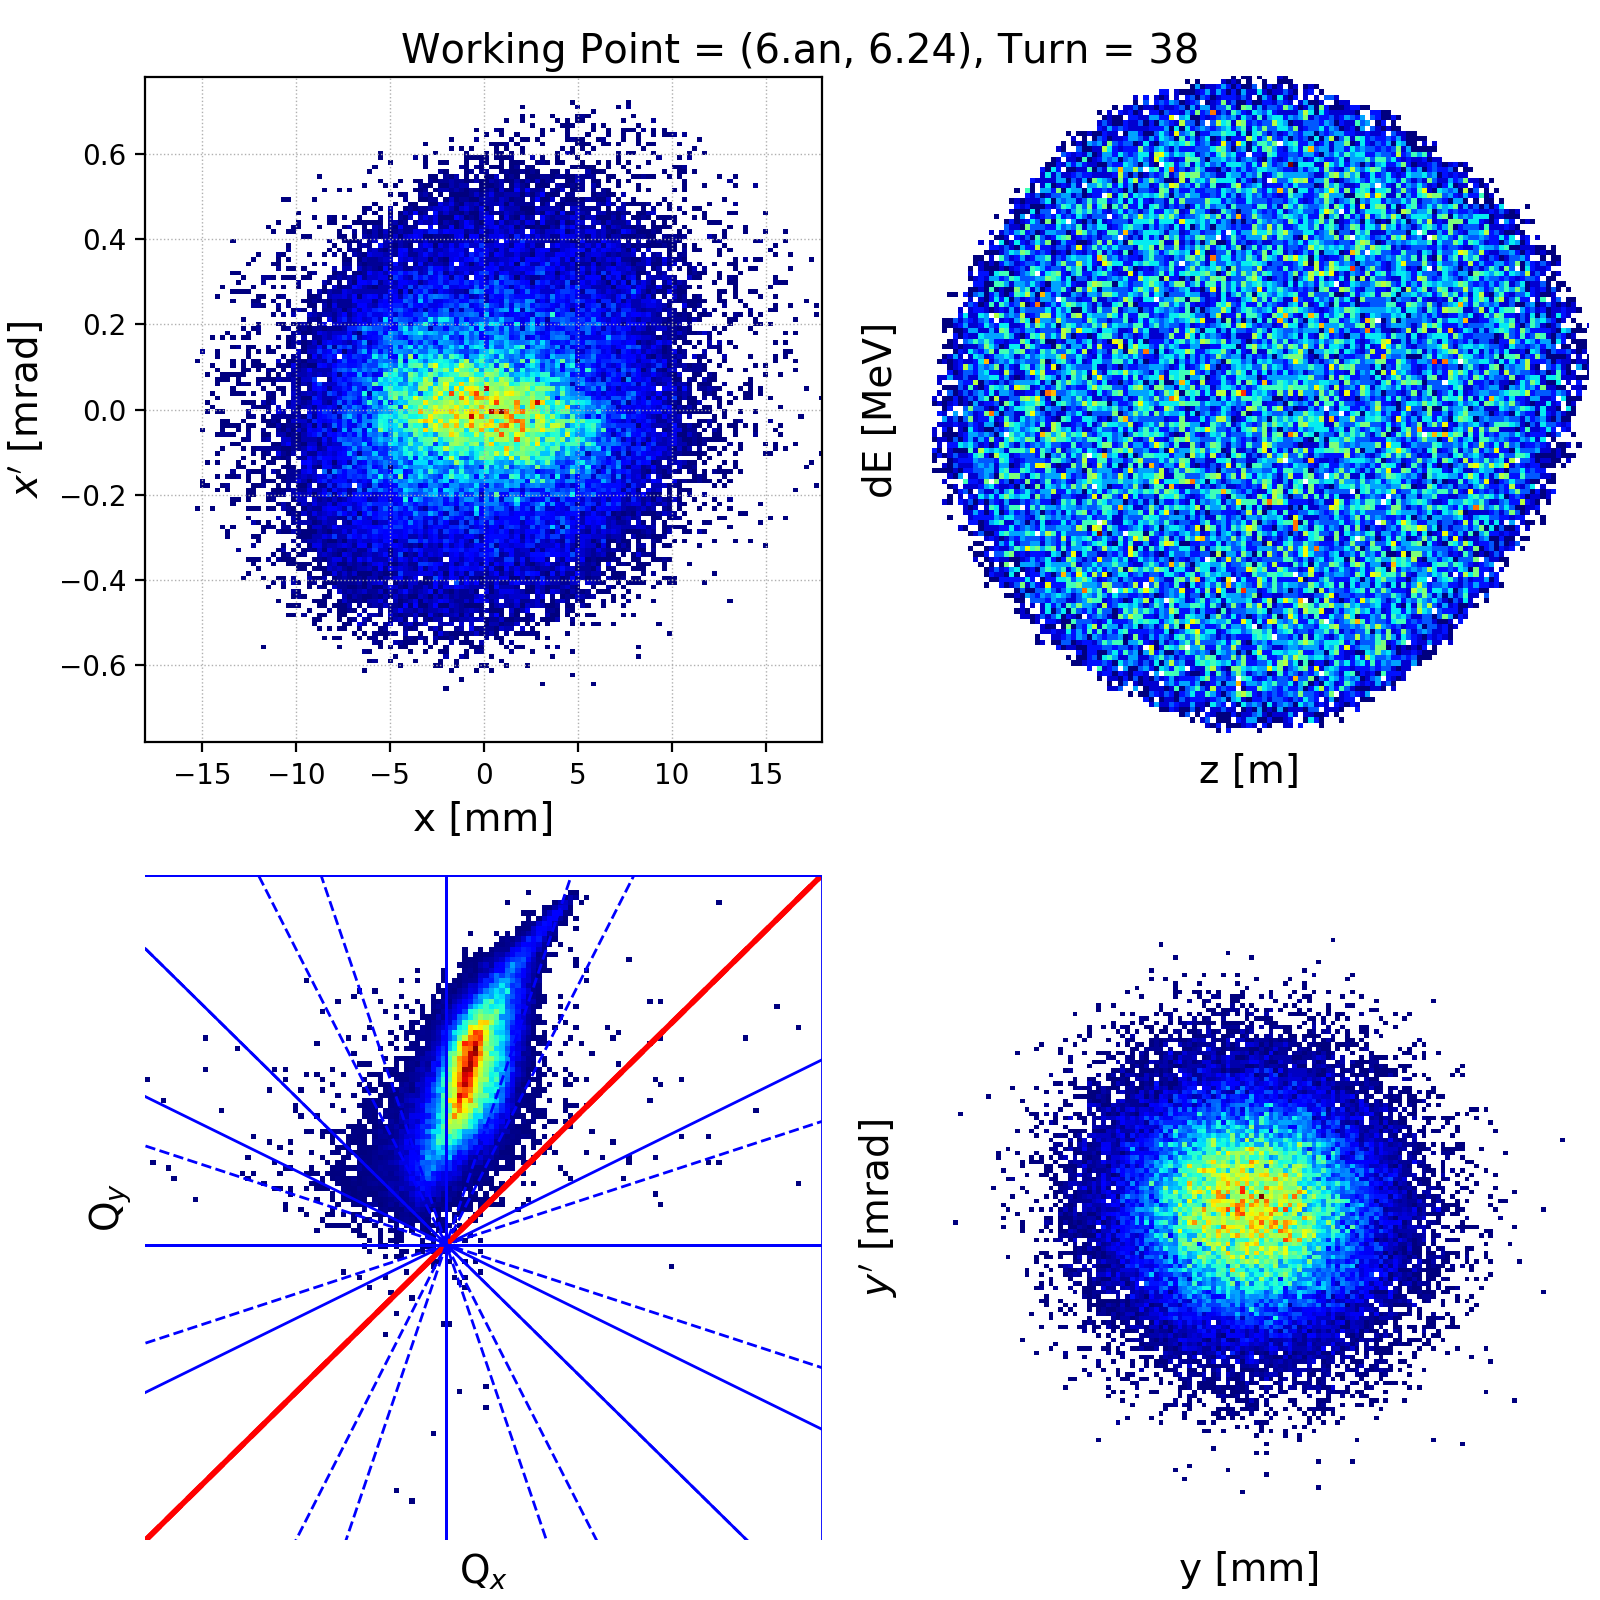 Working Point = (6.an, 6.24), Turn = 38
0.6
0.4
0.2
0.0
−0.2
−0.4
−0.6
x′ [mrad]
−15 −10 −5 0 5 10 15
x [mm]
dE [MeV]
z [m]
Qy
Qx
y′ [mrad]
y [mm]